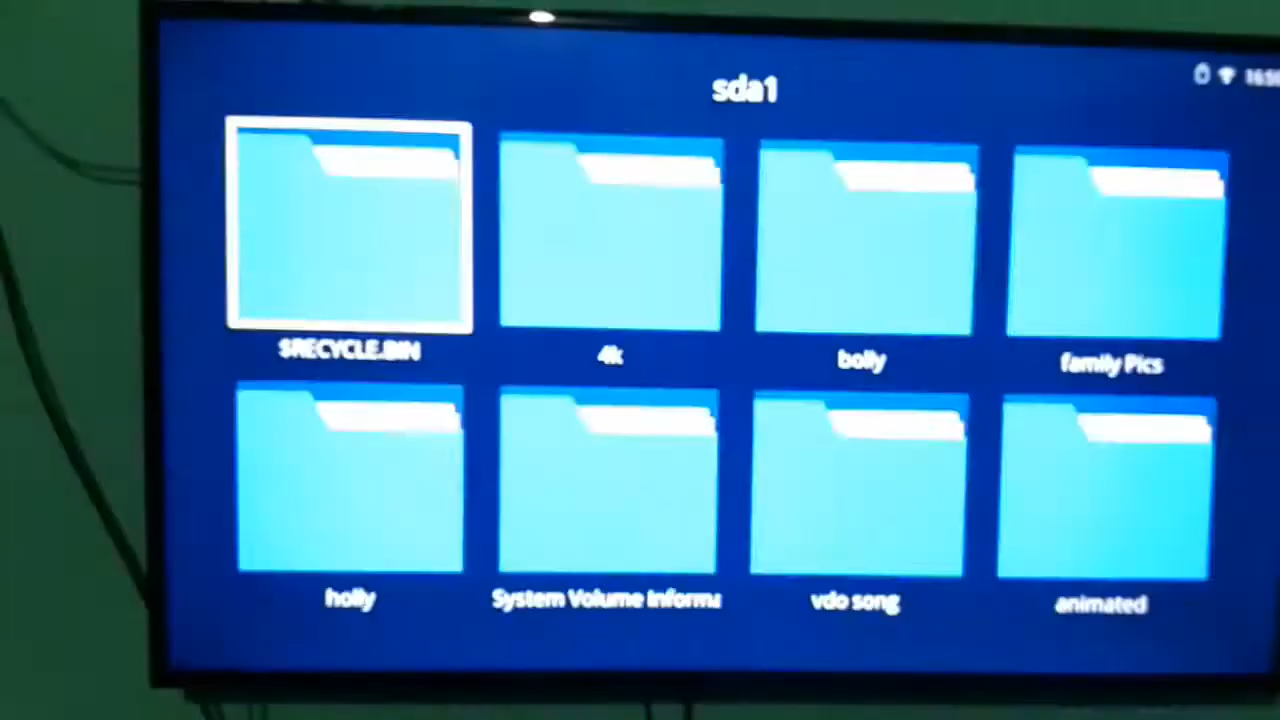 sda1
$RECYCLE.BIN
4k
bolly
family Pics
holly
System Volume Informa
vdo song
animated